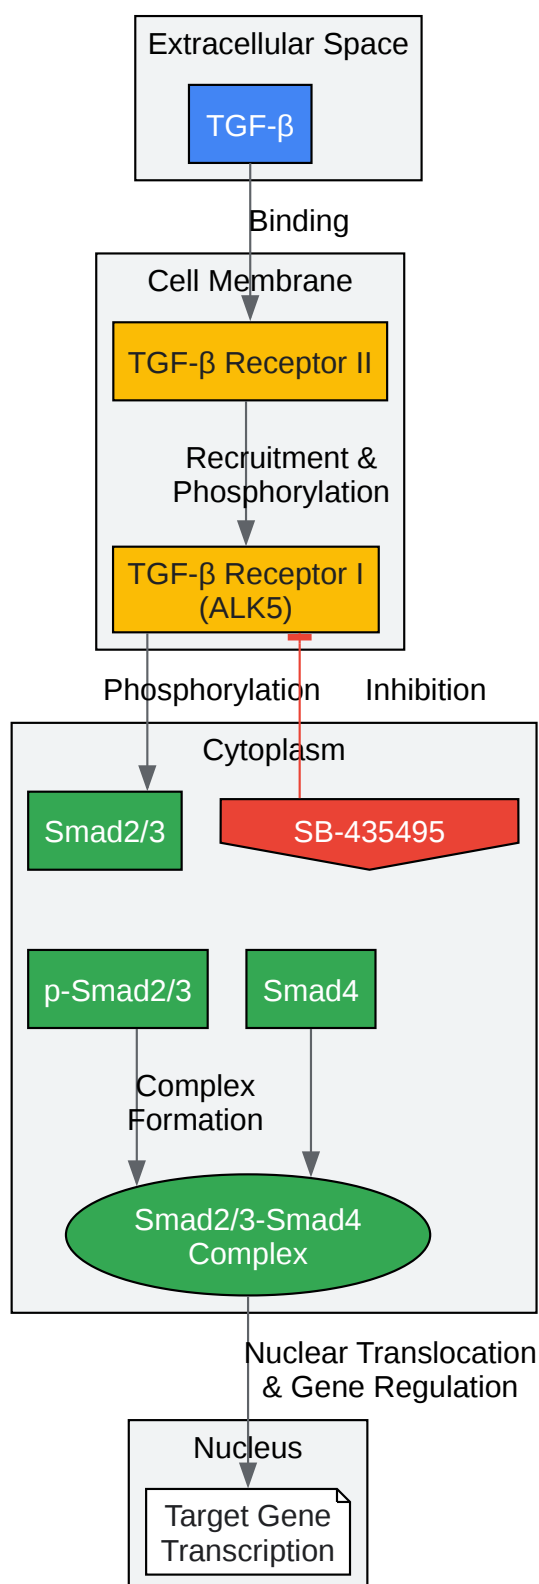 Extracellular Space
TGF-β
Binding
Cell Membrane
TGF-β Receptor II
Recruitment &
Phosphorylation
TGF-β Receptor I
(ALK5)
Phosphorylation
Inhibition
Cytoplasm
Smad2/3
SB-435495
p-Smad2/3
Smad4
Complex
Formation
Smad2/3-Smad4
Complex
Nuclear Translocation
& Gene Regulation
Nucleus
Target Gene
Transcription